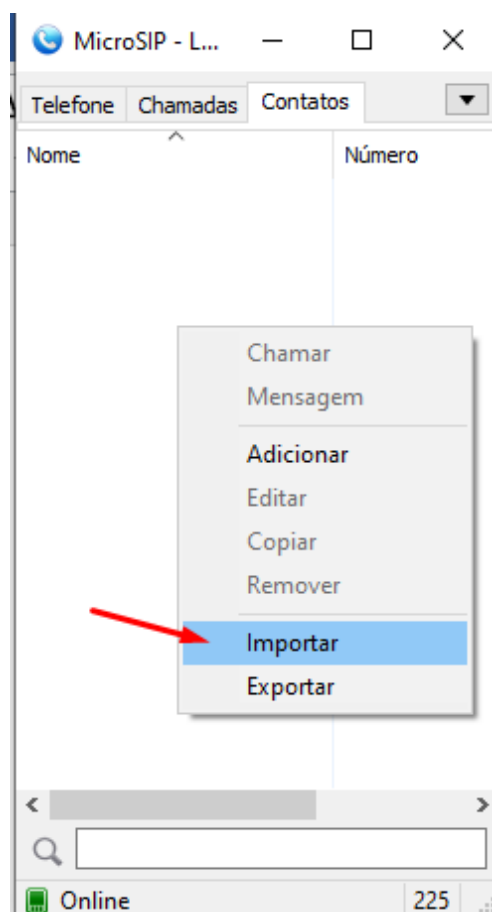 MicroSIP - L...
Telefone Chamadas Contatos
Nome Número
Chamar
Mensagem
Adicionar
Editar
Copiar
Remover
Importar
Exportar
Online 225